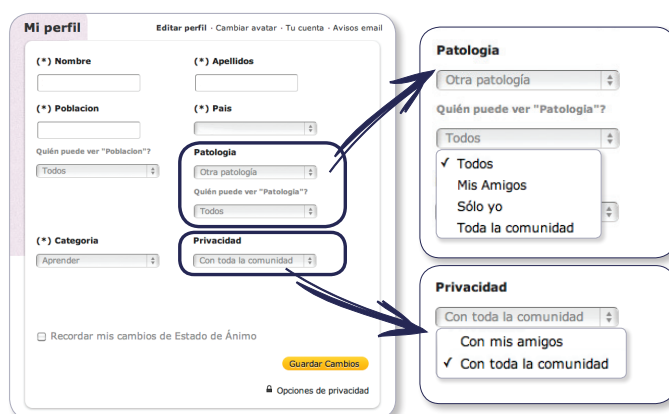 Mi perfil
Editar perfil · Cambiar avatar · Tu cuenta · Avisos email
(*) Nombre
(*) Apellidos
(*) Poblacion
(*) Pais
Quién puede ver "Poblacion"?
Todos
Patologia
Otra patología
Quién puede ver "Patologia"?
Todos
(*) Categoria
Aprender
Privacidad
Con toda la comunidad
Recordar mis cambios de Estado de Ánimo
Guardar Cambios
Opciones de privacidad
Patologia
Otra patología
Quién puede ver "Patologia"?
Todos
✓ Todos
Mis Amigos
Sólo yo
Toda la comunidad
Privacidad
Con toda la comunidad
Con mis amigos
✓ Con toda la comunidad